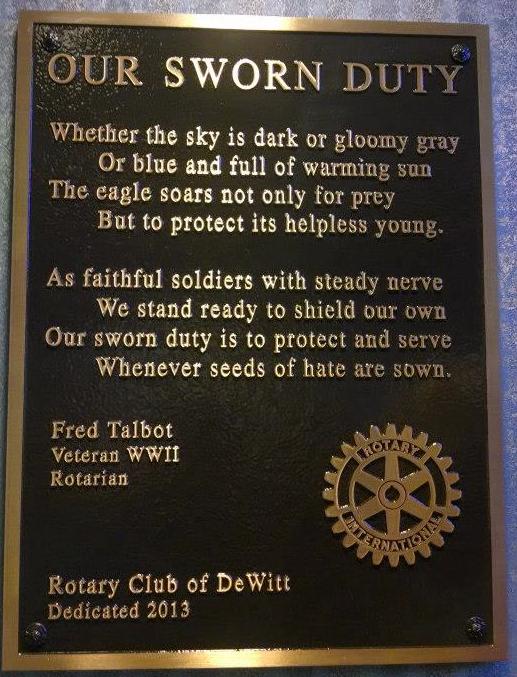 OUR SWORN DUTY
Whether the sky is dark or gloomy gray
Or blue and full of warming sun
The eagle soars not only for prey
But to protect its helpless young.
As faithful soldiers with steady nerve
We stand ready to shield our own
Our sworn duty is to protect and serve
Whenever seeds of hate are sown.
Fred Talbot
Veteran WWII
Rotarian
ROTARY
INTERNATIONAL
Rotary Club of DeWitt
Dedicated 2013